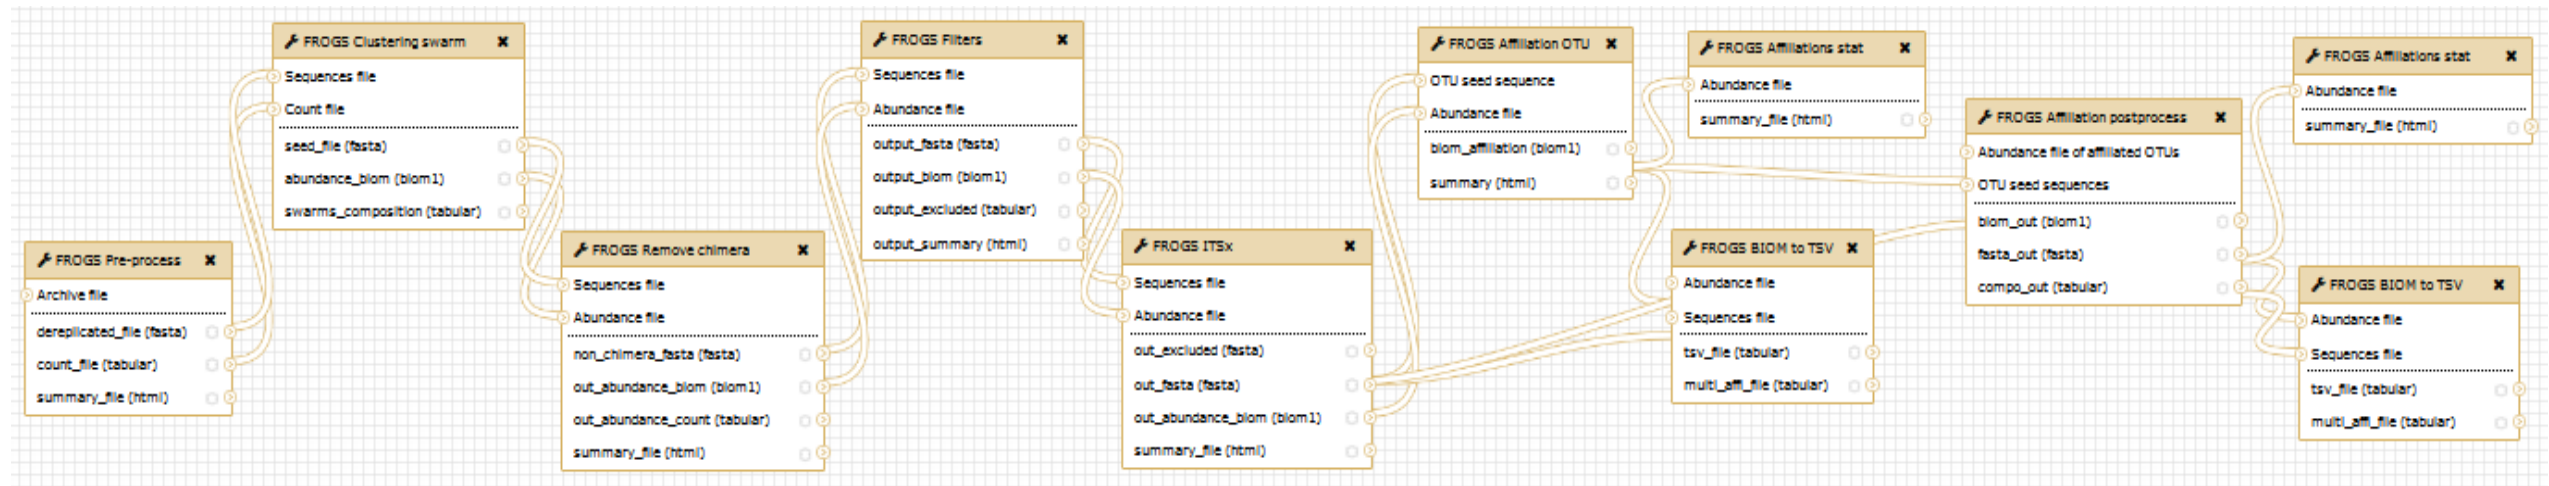 FROGS Pre-process
Archive file
dereplicated_file (fasta)
count_file (tabular)
summary_file (html)
FROGS Clustering swarm
Sequences file
Count file
seed_file (fasta)
abundance_biom (biom1)
swarms_composition (tabular)
FROGS Remove chimera
Sequences file
Abundance file
non_chimera_fasta (fasta)
out_abundance_biom (biom1)
out_abundance_count (tabular)
summary_file (html)
FROGS Filters
Sequences file
Abundance file
output_fasta (fasta)
output_biom (biom1)
output_excluded (tabular)
output_summary (html)
FROGS ITSx
Sequences file
Abundance file
out_excluded (fasta)
out_fasta (fasta)
out_abundance_biom (biom1)
summary_file (html)
FROGS Affiliation OTU
OTU seed sequence
Abundance file
biom_affiliation (biom1)
summary (html)
FROGS Affiliations stat
Abundance file
summary_file (html)
FROGS BIOM to TSV
Abundance file
Sequences file
tsv_file (tabular)
multi_affi_file (tabular)
FROGS Affiliation postprocess
Abundance file of affiliated OTUs
OTU seed sequences
biom_out (biom1)
fasta_out (fasta)
compo_out (tabular)
FROGS Affiliations stat
Abundance file
summary_file (html)
FROGS BIOM to TSV
Abundance file
Sequences file
tsv_file (tabular)
multi_affi_file (tabular)